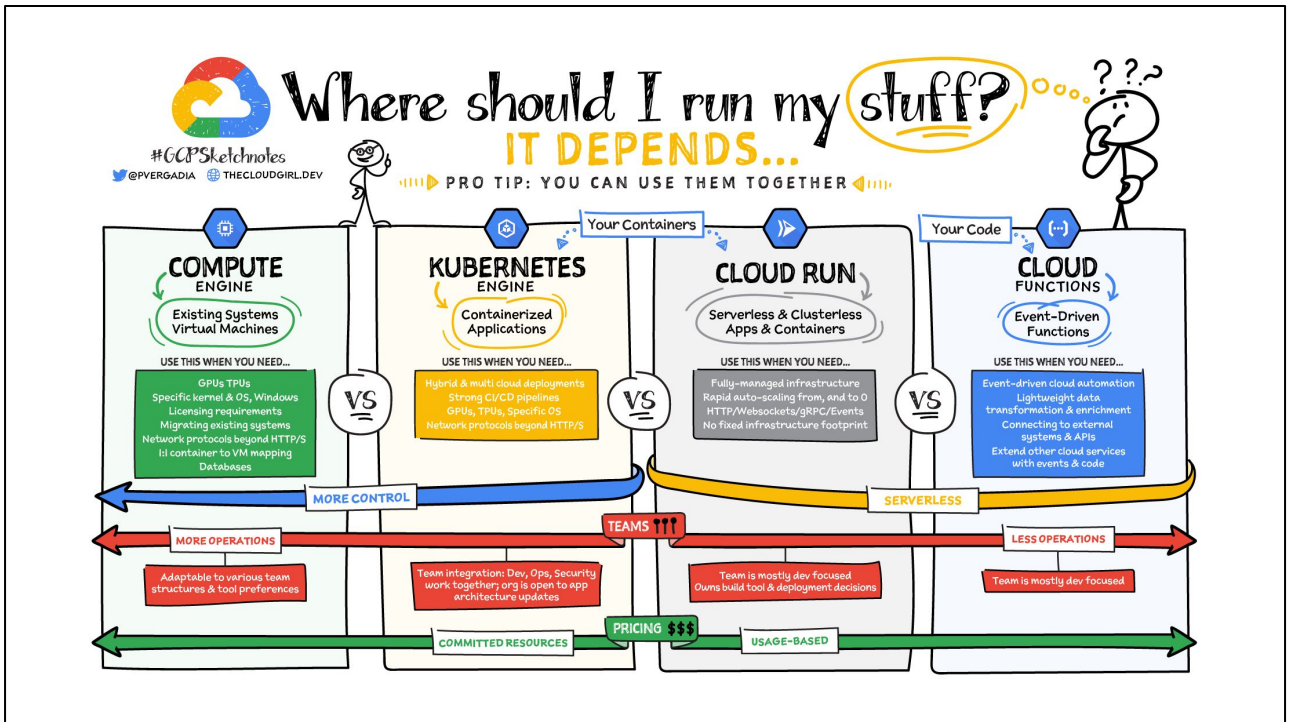 Where should I run my stuff?
???
#GCPSketchnotes
IT DEPENDS...
@PVERGADIA THECLOUDGIRL.DEV
PRO TIP: YOU CAN USE THEM TOGETHER
Your Containers
Your Code
COMPUTE
ENGINE
Existing Systems
Virtual Machines
USE THIS WHEN YOU NEED...
GPUs TPUs
Specific kernel & OS, Windows
Licensing requirements
Migrating existing systems
Network protocols beyond HTTP/S
1:1 container to VM mapping
Databases
VS
KUBERNETES
ENGINE
Containerized
Applications
USE THIS WHEN YOU NEED...
Hybrid & multi cloud deployments
Strong CI/CD pipelines
GPUs, TPUs, Specific OS
Network protocols beyond HTTP/S
VS
CLOUD RUN
Serverless & Clusterless
Apps & Containers
USE THIS WHEN YOU NEED...
Fully-managed infrastructure
Rapid auto-scaling from, and to 0
HTTP/Websockets/gRPC/Events
No fixed infrastructure footprint
VS
CLOUD
FUNCTIONS
Event-Driven
Functions
USE THIS WHEN YOU NEED...
Event-driven cloud automation
Lightweight data
transformation & enrichment
Connecting to external
systems & APIs
Extend other cloud services
with events & code
MORE CONTROL
SERVERLESS
TEAMS
MORE OPERATIONS
LESS OPERATIONS
Adaptable to various team
structures & tool preferences
Team integration: Dev, Ops, Security
work together; org is open to app
architecture updates
Team is mostly dev focused
Owns build tool & deployment decisions
Team is mostly dev focused
PRICING $$$
COMMITTED RESOURCES
USAGE-BASED